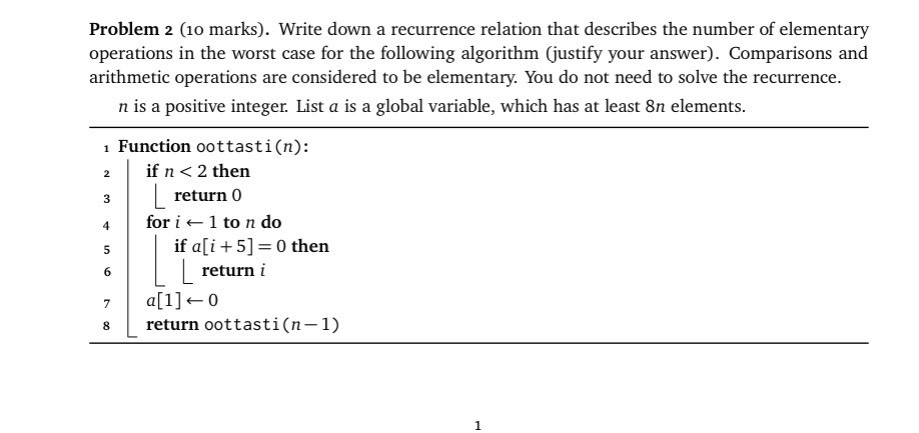 Problem 2 (10 marks). Write down a recurrence relation that describes the number of elementary
operations in the worst case for the following algorithm (justify your answer). Comparisons and
arithmetic operations are considered to be elementary. You do not need to solve the recurrence.
n is a positive integer. List a is a global variable, which has at least 8n elements.
1 Function oottasti(n):
2 if n < 2 then
3 return 0
4 for i ← 1 to n do
5 if a[i + 5] = 0 then
6 return i
7 a[1] ← 0
8 return oottasti(n − 1)
1